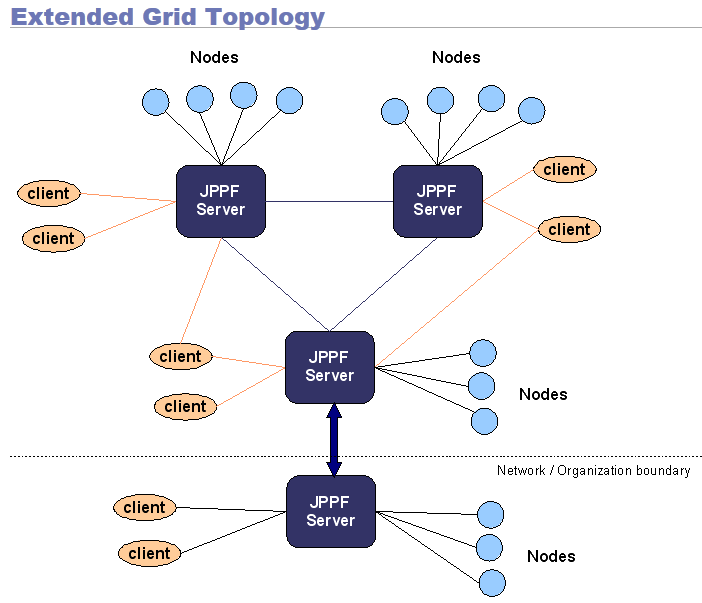 Extended Grid Topology
Nodes
Nodes
client
client
JPPF
Server
JPPF
Server
client
client
client
client
JPPF
Server
Nodes
Network / Organization boundary
client
client
JPPF
Server
Nodes